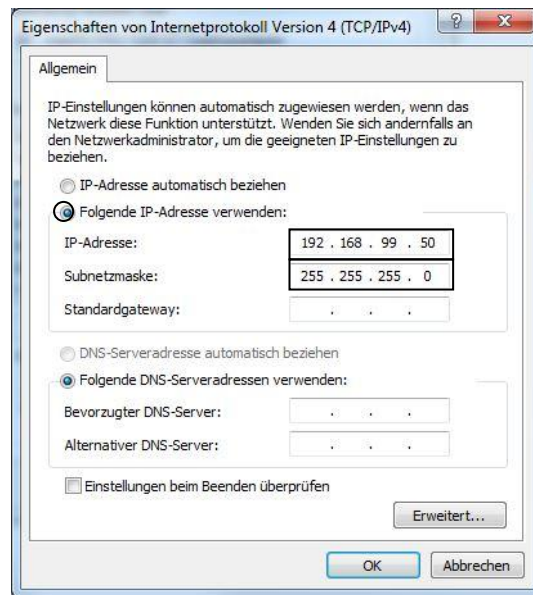 Eigenschaften von Internetprotokoll Version 4 (TCP/IPv4)
Allgemein
IP-Einstellungen können automatisch zugewiesen werden, wenn das
Netzwerk diese Funktion unterstützt. Wenden Sie sich andernfalls an
den Netzwerkadministrator, um die geeigneten IP-Einstellungen zu
beziehen.
IP-Adresse automatisch beziehen
Folgende IP-Adresse verwenden:
IP-Adresse: 192 . 168 . 99 . 50
Subnetzmaske: 255 . 255 . 255 . 0
Standardgateway: . . .
DNS-Serveradresse automatisch beziehen
Folgende DNS-Serveradressen verwenden:
Bevorzugter DNS-Server: . . .
Alternativer DNS-Server: . . .
Einstellungen beim Beenden überprüfen
Erweitert...
OK Abbrechen